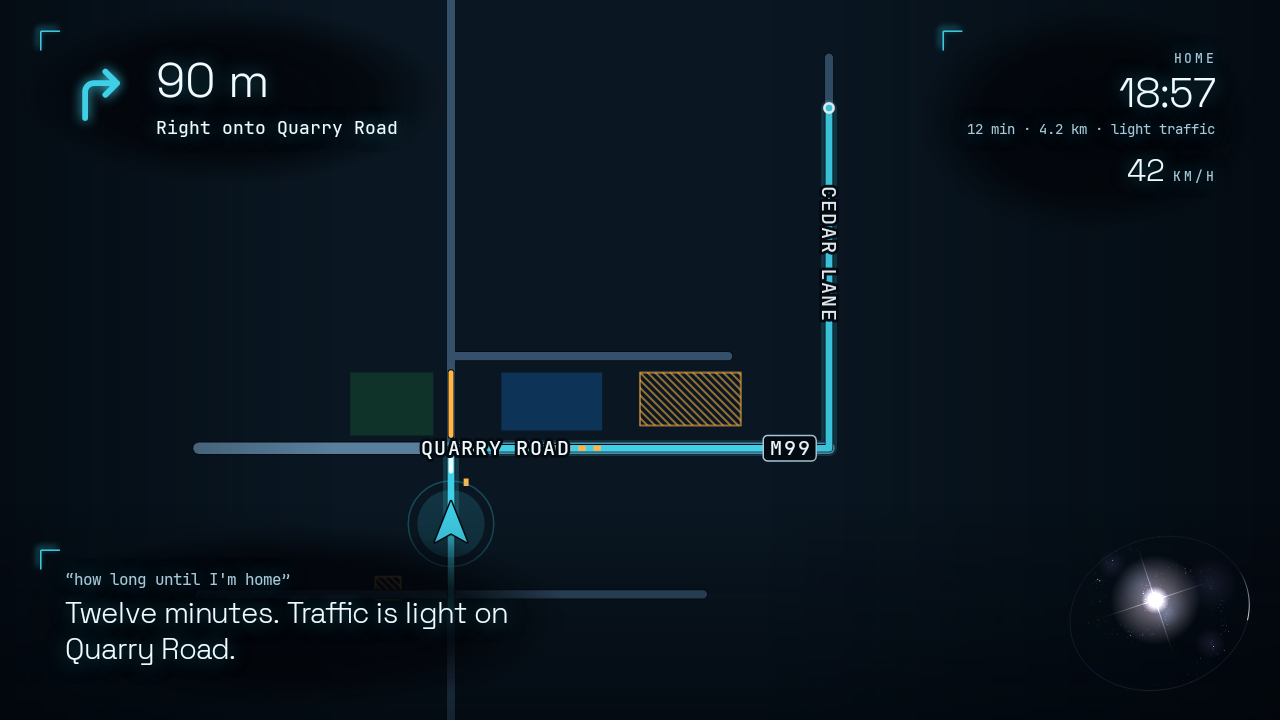 90 m
Right onto Quarry Road
HOME
18:57
12 min · 4.2 km · light traffic
42 KM/H
CEDAR LANE
QUARRY ROAD
M99
“how long until I'm home”
Twelve minutes. Traffic is light on
Quarry Road.